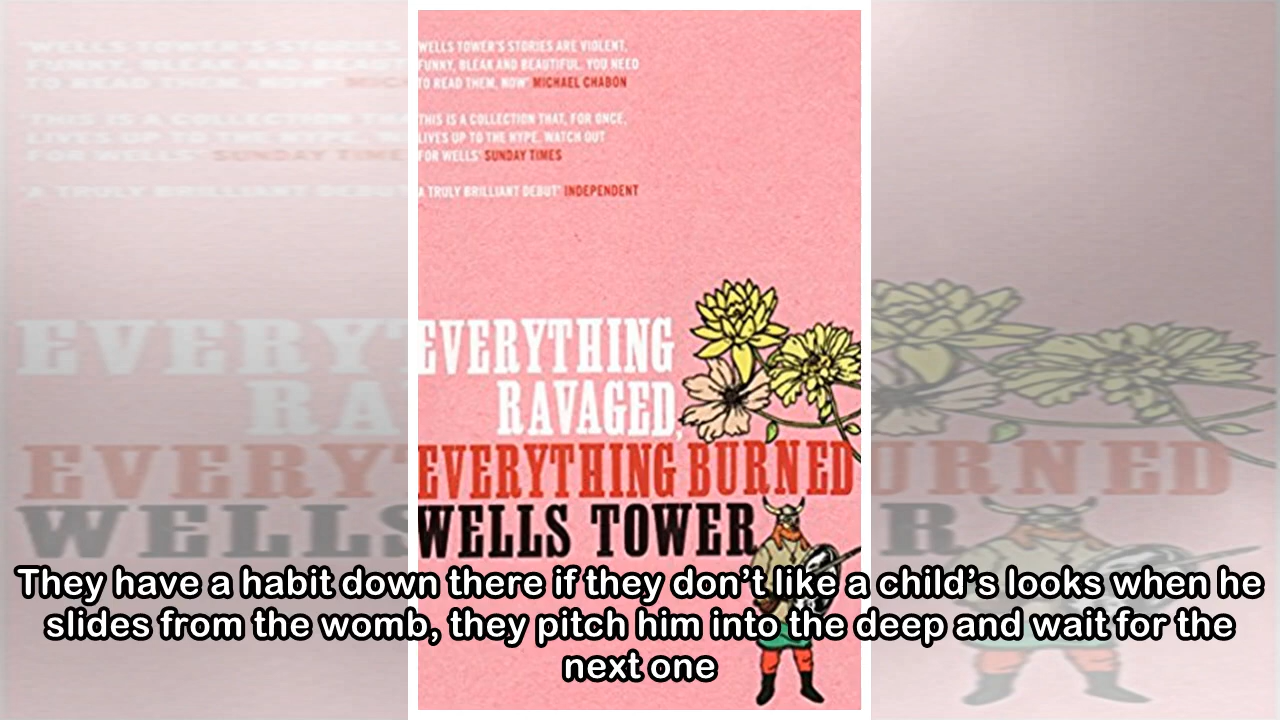 WELLS TOWER'S STORIES ARE VIOLENT,
FUNNY, BLEAK AND BEAUTIFUL. YOU NEED
TO READ THEM. NOW' MICHAEL CHABON
THIS IS A COLLECTION THAT, FOR ONCE,
LIVES UP TO THE HYPE. WATCH OUT
FOR WELLS' SUNDAY TIMES
A TRULY BRILLIANT DEBUT' INDEPENDENT
EVERYTHING
RAVAGED,
EVERYTHING BURNED
WELLS TOWER
They have a habit down there if they don’t like a child’s looks when he
slides from the womb, they pitch him into the deep and wait for the
next one